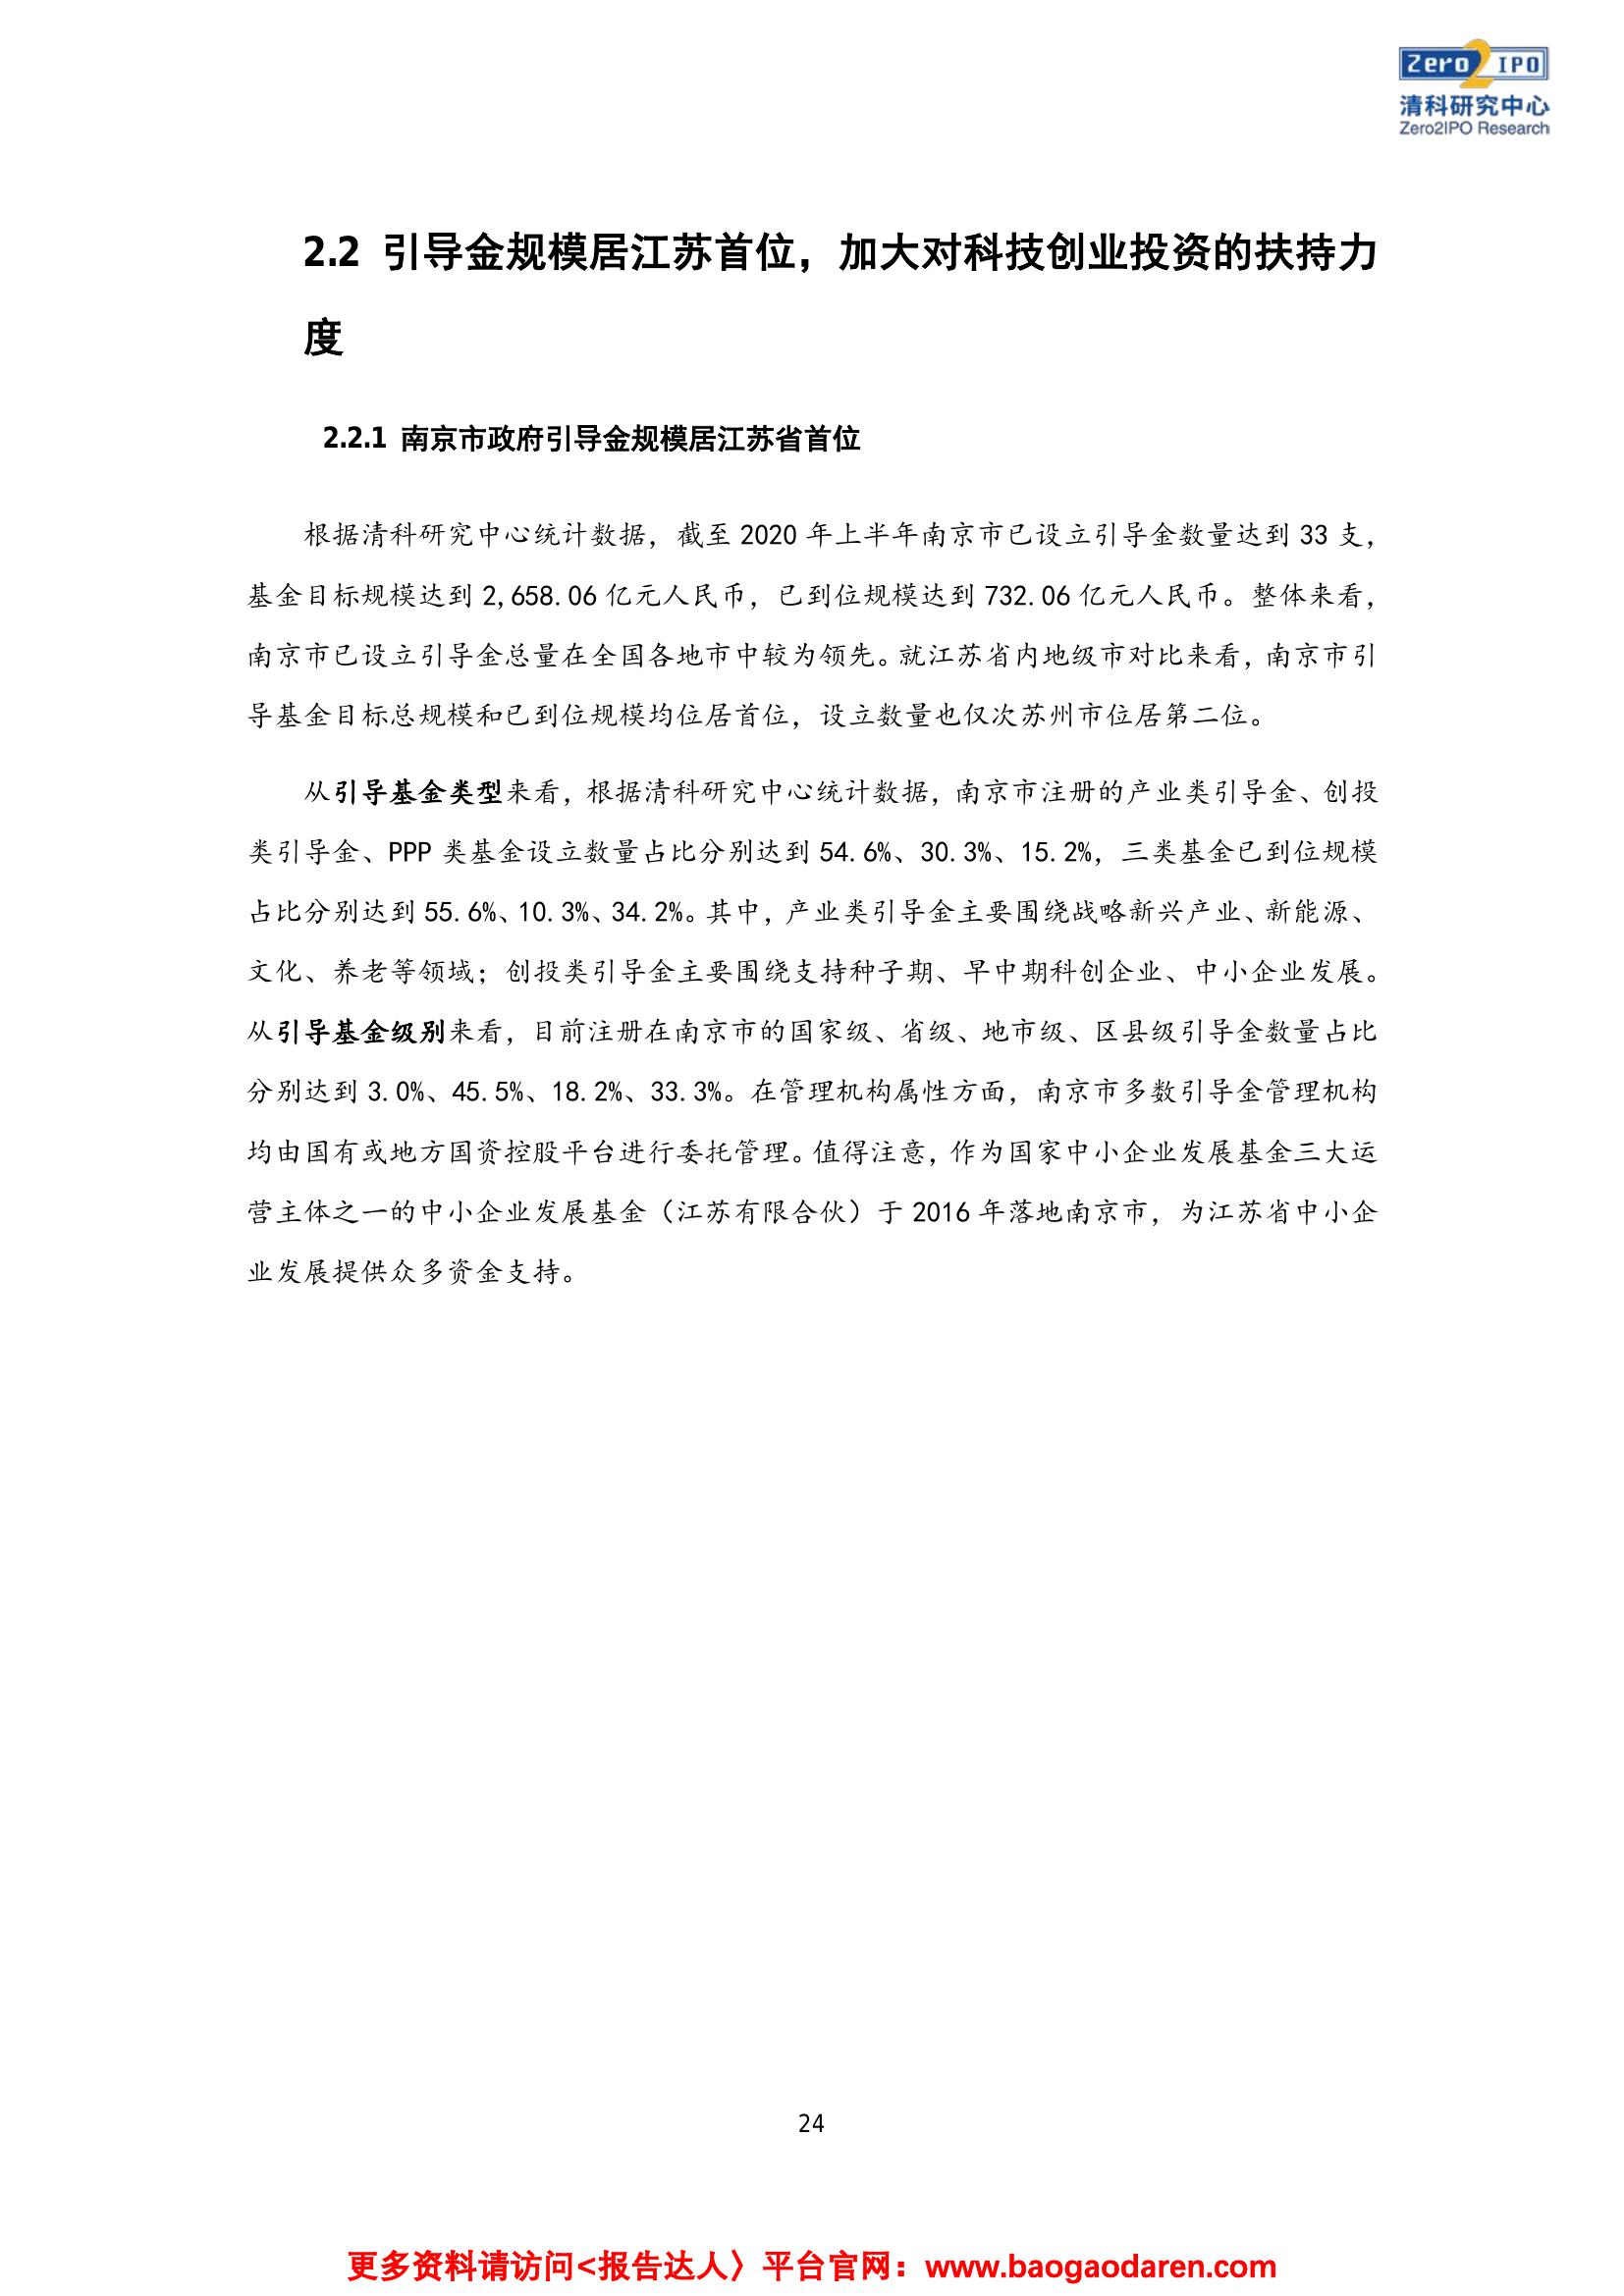 Zero2IPO
清科研究中心
Zero2IPO Research
2.2 引导金规模居江苏首位，加大对科技创业投资的扶持力
度
2.2.1 南京市政府引导金规模居江苏省首位
根据清科研究中心统计数据，截至 2020 年上半年南京市已设立引导金数量达到 33 支，
基金目标规模达到 2,658.06 亿元人民币，已到位规模达到 732.06 亿元人民币。整体来看，
南京市已设立引导金总量在全国各地市中较为领先。就江苏省内地级市对比来看，南京市引
导基金目标总规模和已到位规模均位居首位，设立数量也仅次苏州市位居第二位。
从引导基金类型来看，根据清科研究中心统计数据，南京市注册的产业类引导金、创投
类引导金、PPP 类基金设立数量占比分别达到 54.6%、30.3%、15.2%，三类基金已到位规模
占比分别达到 55.6%、10.3%、34.2%。其中，产业类引导金主要围绕战略新兴产业、新能源、
文化、养老等领域；创投类引导金主要围绕支持种子期、早中期科创企业、中小企业发展。
从引导基金级别来看，目前注册在南京市的国家级、省级、地市级、区县级引导金数量占比
分别达到 3.0%、45.5%、18.2%、33.3%。在管理机构属性方面，南京市多数引导金管理机构
均由国有或地方国资控股平台进行委托管理。值得注意，作为国家中小企业发展基金三大运
营主体之一的中小企业发展基金（江苏有限合伙）于 2016 年落地南京市，为江苏省中小企
业发展提供众多资金支持。
24
更多资料请访问<报告达人〉平台官网：www.baogaodaren.com